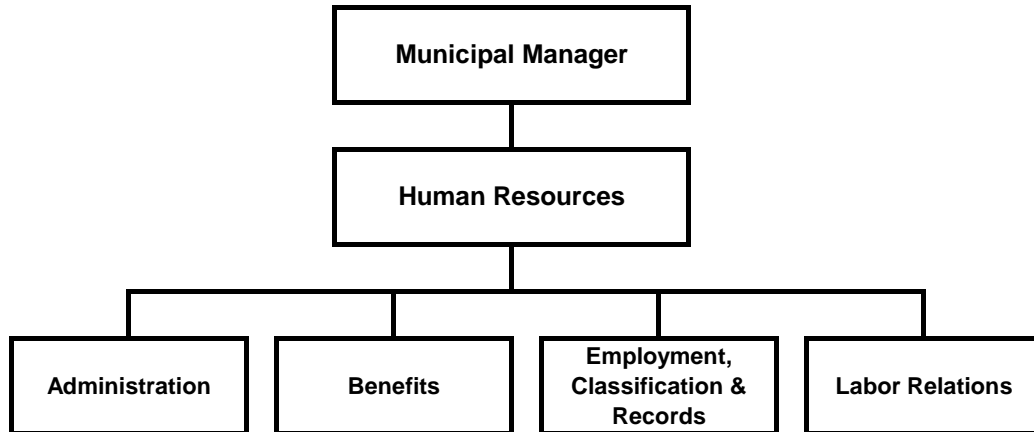 Municipal Manager
Human Resources
Administration
Benefits
Employment,
Classification &
Records
Labor Relations